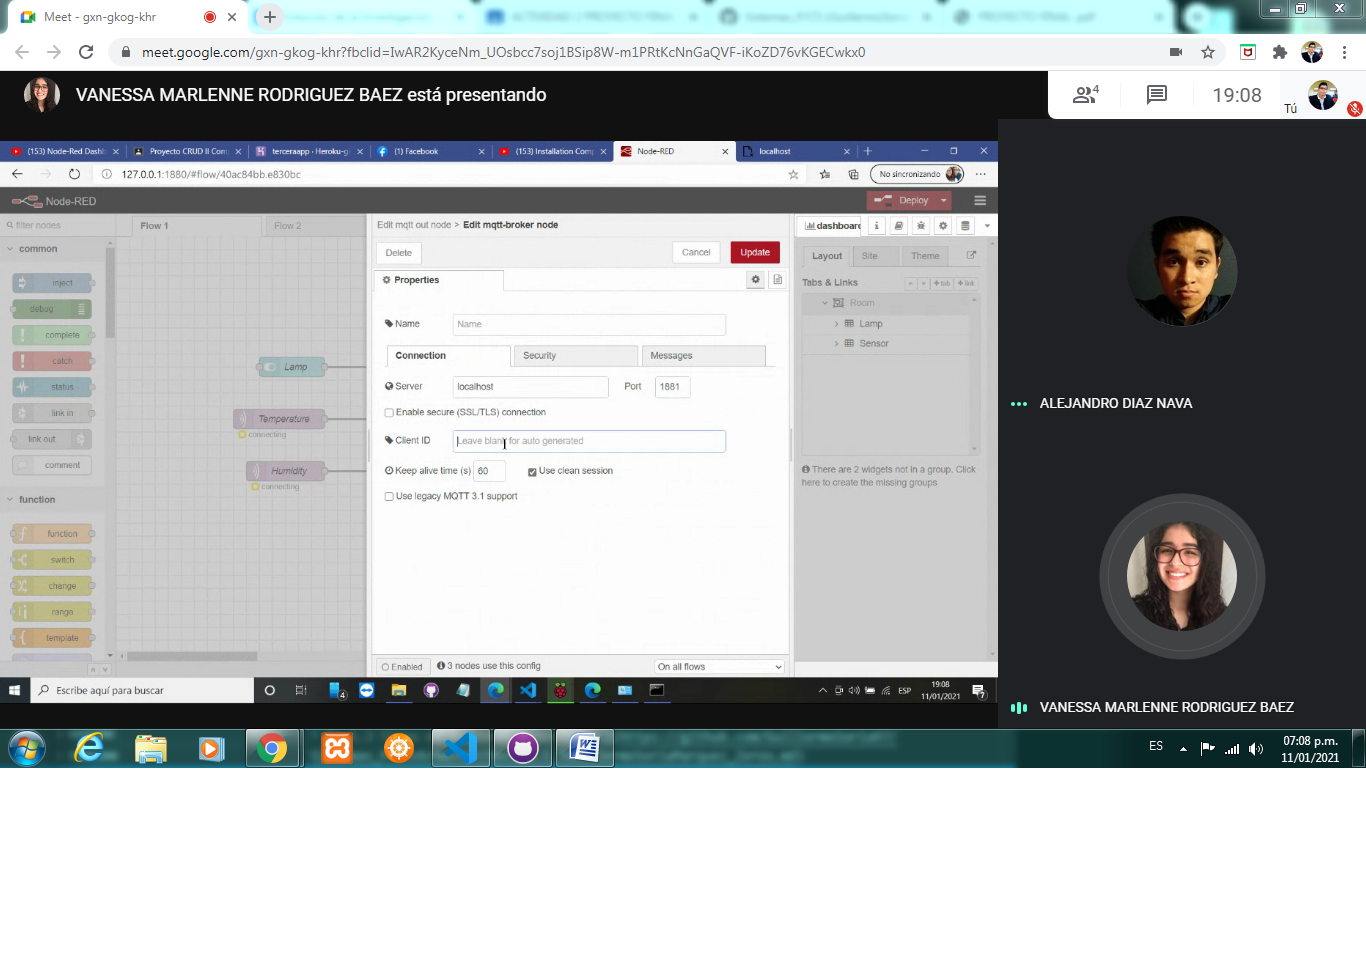 Meet - gxn-gkog-khr
meet.google.com/gxn-gkog-khr?fbclid=IwAR2KyceNm_UOsbcc7soj1BSip8W-m1PRtKcNnGaQVF-iKoZD76vKGECwkx0
VANESSA MARLENNE RODRIGUEZ BAEZ está presentando
4
19:08
Tú
(153) Node-Red Dashb
Proyecto CRUD II Com
terceraapp · Heroku-g
(1) Facebook
(153) Installation Comp
Node-RED
localhost
127.0.0.1:1880/#flow/40ac84bb.e830bc
No sincronizando
Node-RED
Deploy
filter nodes
Flow 1
Flow 2
Edit mqtt out node > Edit mqtt-broker node
dashboard
common
Delete
Cancel
Update
Layout
Site
Theme
inject
Properties
Tabs & Links
tab
link
debug
Room
complete
Name
Name
Lamp
catch
Connection
Security
Messages
Sensor
Lamp
status
Server
localhost
Port
1881
link in
Temperature
Enable secure (SSL/TLS) connection
connecting
link out
Client ID
Leave blank for auto generated
comment
Humidity
Keep alive time (s)
60
Use clean session
There are 2 widgets not in a group. Click
here to create the missing groups
connecting
function
Use legacy MQTT 3.1 support
function
switch
change
range
template
Enabled
3 nodes use this config
On all flows
Escribe aquí para buscar
4
ESP
19:08
11/01/2021
7
ALEJANDRO DIAZ NAVA
VANESSA MARLENNE RODRIGUEZ BAEZ
ES
07:08 p.m.
11/01/2021